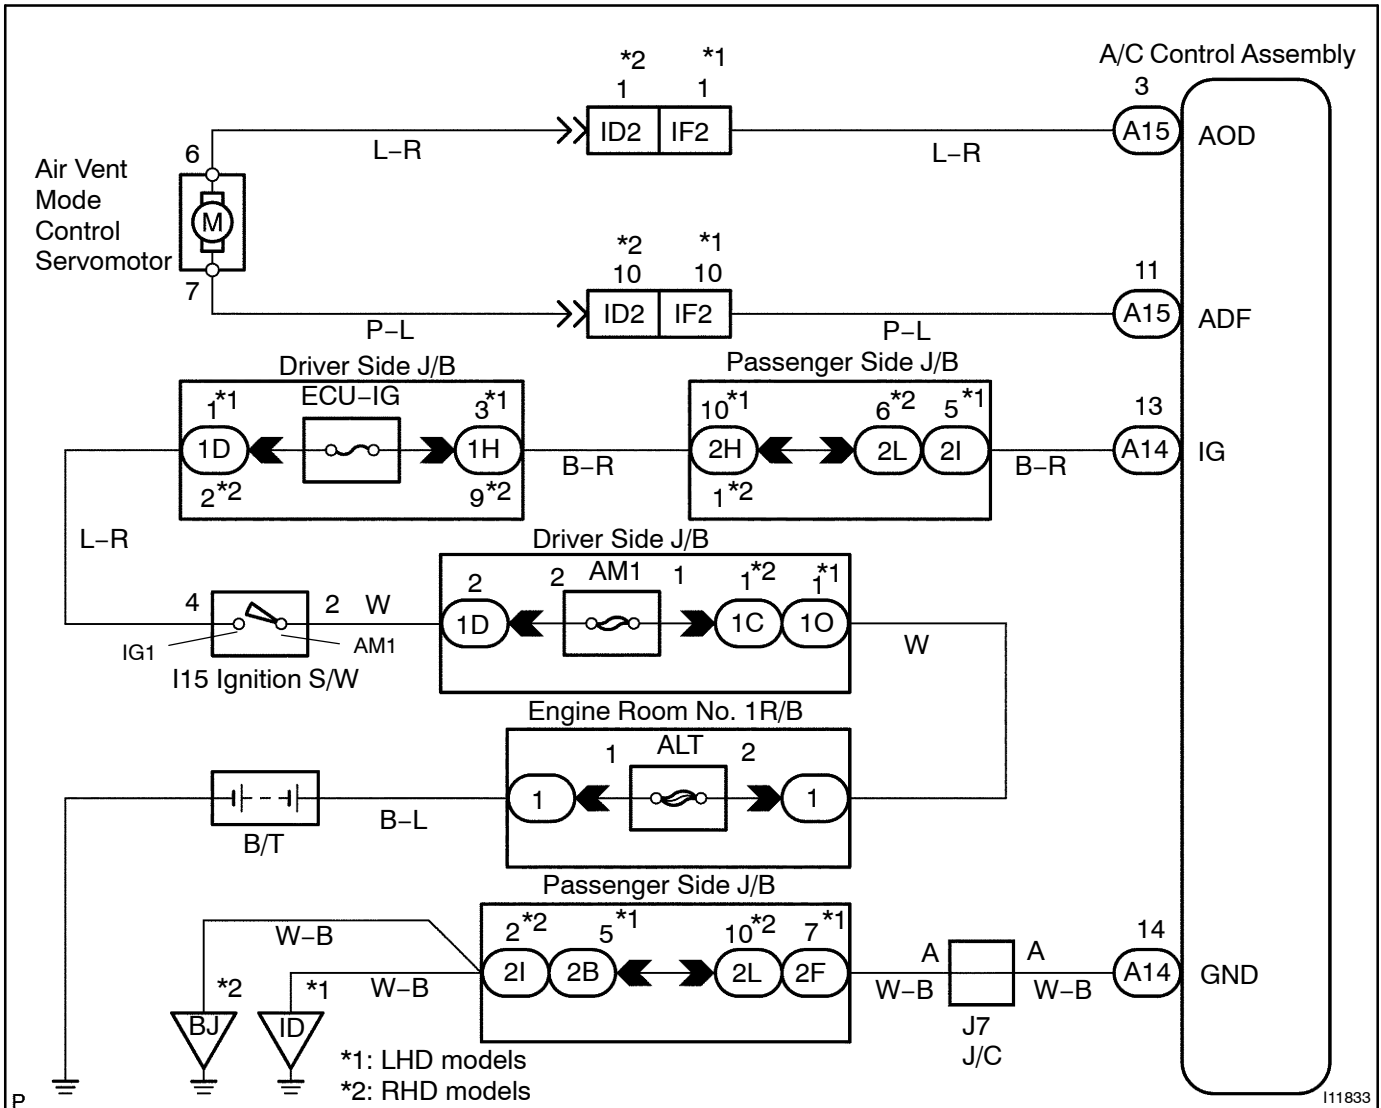 A/C Control Assembly
*2 *1
1 1 3
ID2 IF2 A15 AOD
L-R L-R
6
Air Vent
Mode
Control
Servomotor
M
7
*2 *1
10 10 11
ID2 IF2 A15 ADF
P-L P-L
Driver Side J/B Passenger Side J/B
ECU-IG
1*1 3*1 10*1 6*2 5*1 13
1D 1H B-R 2H 2L 2I B-R A14 IG
2*2 9*2 1*2
L-R
Driver Side J/B
2 2 AM1 1 1*2 1*1
4 2 W 1D 1C 1O W
IG1 AM1
I15 Ignition S/W
Engine Room No. 1R/B
1 ALT 2
1 1
B-L
B/T
Passenger Side J/B
2*2 5*1 10*2 7*1 14
W-B
2I 2B 2L 2F A A A14 GND
W-B W-B W-B
*2 *1
BJ ID
J7
J/C
*1: LHD models
*2: RHD models
P I11833